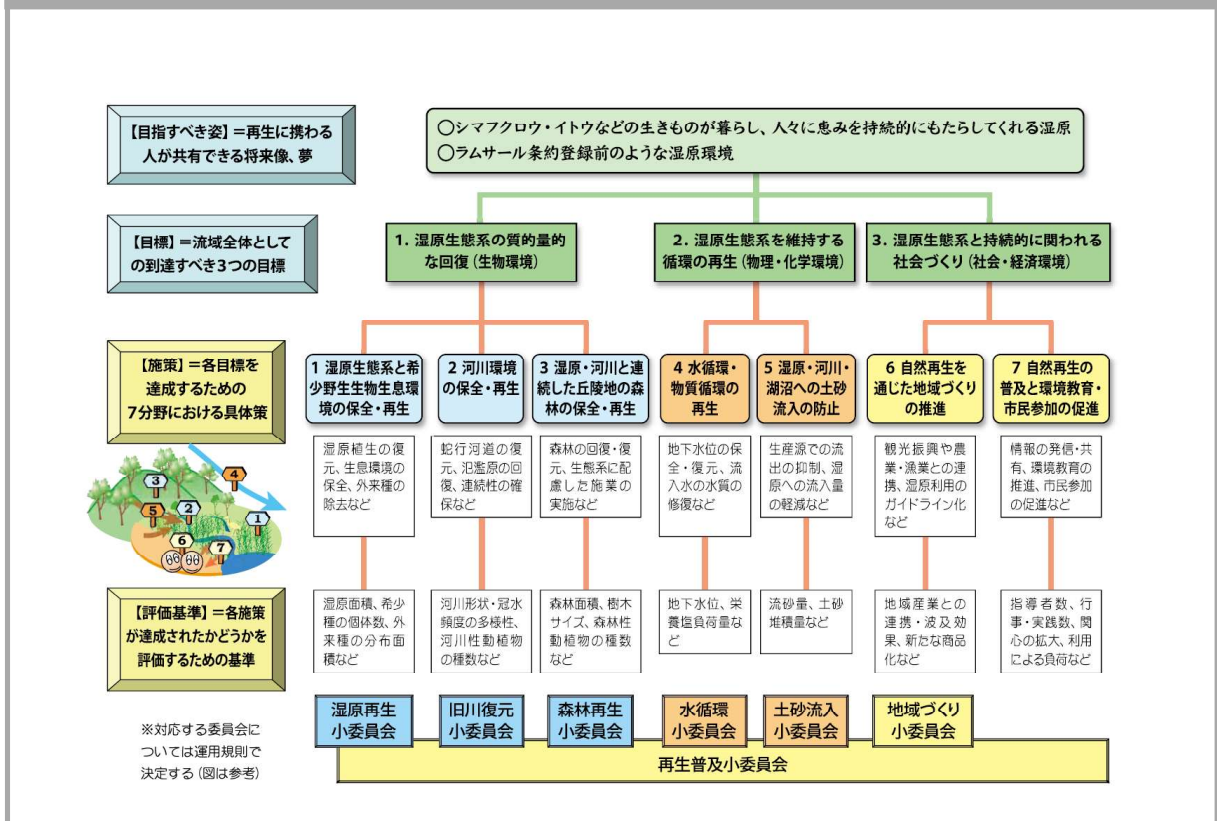 【目指すべき姿】=再生に携わる
人が共有できる将来像、夢
○シマフクロウ・イトウなどの生きものが暮らし、人々に恵みを持続的にもたらしてくれる湿原
○ラムサール条約登録前のような湿原環境
【目標】=流域全体として
の到達すべき3つの目標
1. 湿原生態系の質的量的
な回復(生物環境)
2. 湿原生態系を維持する
循環の再生(物理・化学環境)
3. 湿原生態系と持続的に関われる
社会づくり(社会・経済環境)
【施策】=各目標を
達成するための
7分野における具体策
1 湿原生態系と希
少野生生物生息環
境の保全・再生
2 河川環境
の保全・再生
3 湿原・河川と連
続した丘陵地の森
林の保全・再生
4 水循環・
物質循環の
再生
5 湿原・河川・
湖沼への土砂
流入の防止
6 自然再生を
通じた地域づくり
の推進
7 自然再生の
普及と環境教育・
市民参加の促進
湿原植生の復
元、生息環境の
保全、外来種の
除去など
蛇行河道の復
元、氾濫原の回
復、連続性の確
保など
森林の回復・復
元、生態系に配
慮した施業の
実施など
地下水位の保
全・復元、流
入水の水質の
修復など
生産源での流
出の抑制、湿
原への流入量
の軽減など
観光振興や農
業・漁業との連
携、湿原利用の
ガイドライン化
など
情報の発信・共
有、環境教育の
推進、市民参加
の促進など
4
3
5
2
1
6
7
【評価基準】=各施策
が達成されたかどうかを
評価するための基準
湿原面積、希少
種の個体数、外
来種の分布面
積など
河川形状・冠水
頻度の多様性、
河川性動植物
の種数など
森林面積、樹木
サイズ、森林性
動植物の種数
など
地下水位、栄
養塩負荷量な
ど
流砂量、土砂
堆積量など
地域産業との
連携・波及効
果、新たな商品
化など
指導者数、行
事・実践数、関
心の拡大、利用
による負荷など
※対応する委員会に
ついては運用規則で
決定する(図は参考)
湿原再生
小委員会
旧川復元
小委員会
森林再生
小委員会
水循環
小委員会
土砂流入
小委員会
地域づくり
小委員会
再生普及小委員会